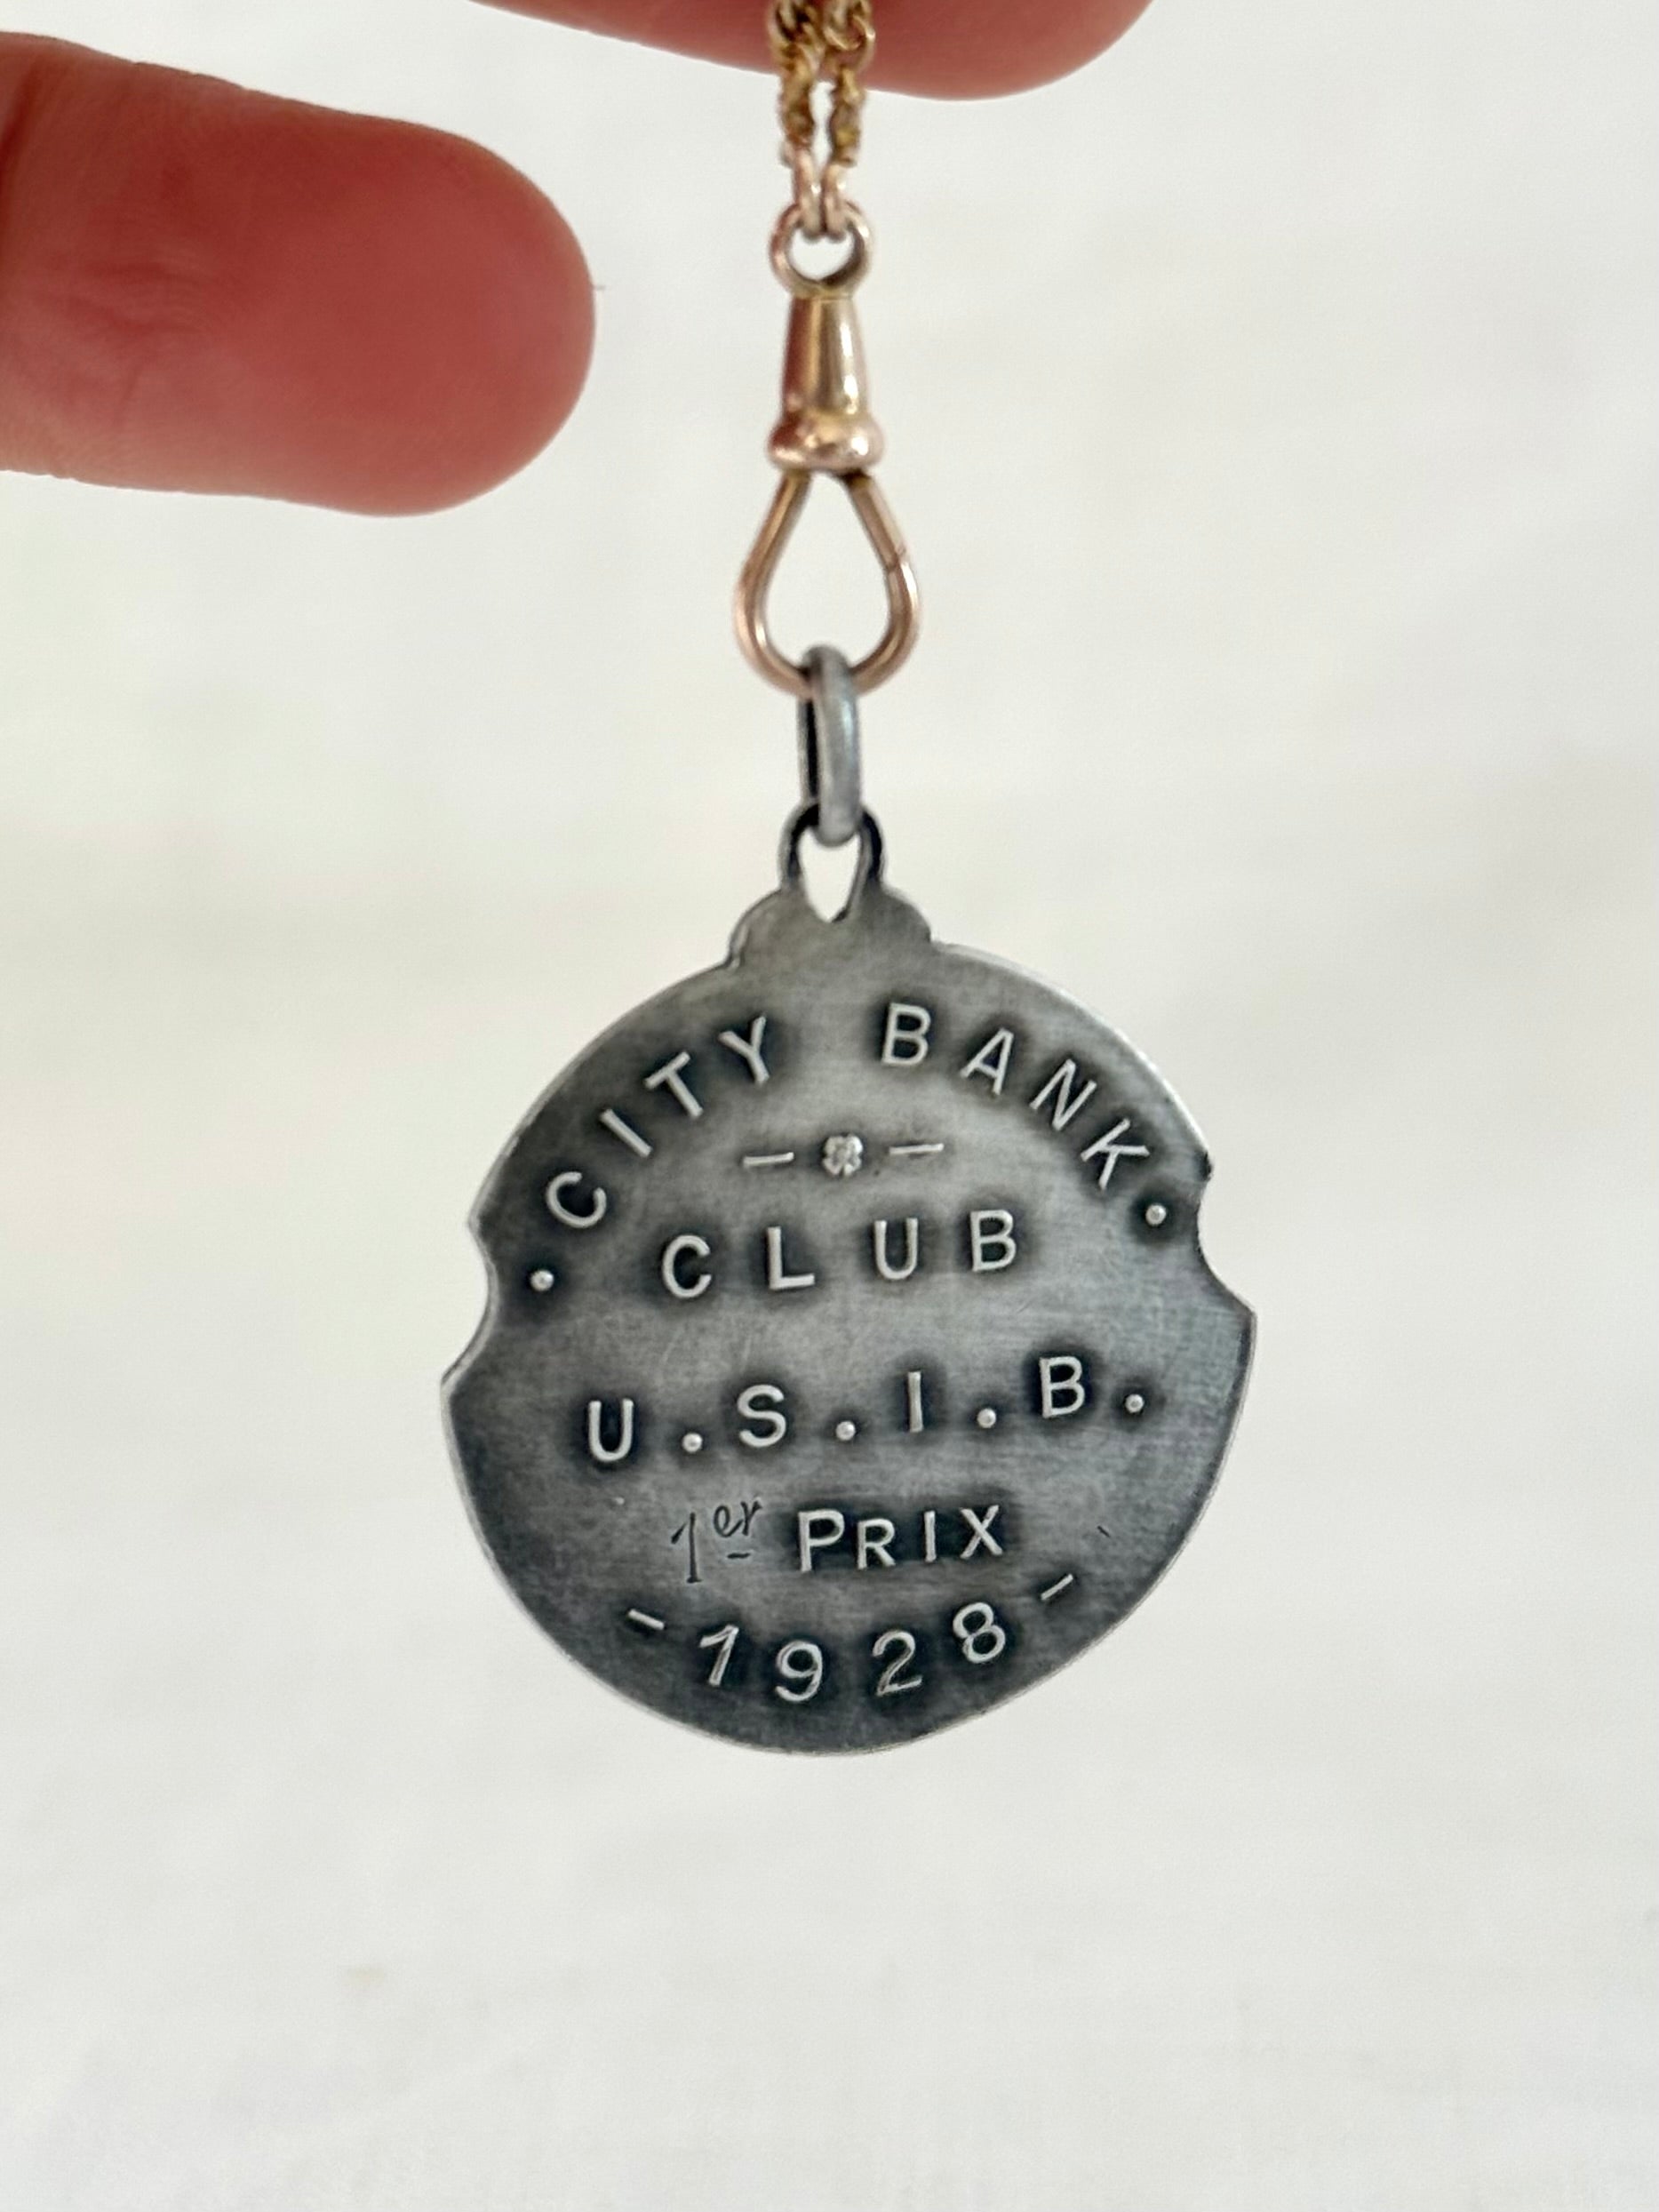 · CITY BANK ·
CLUB
U.S.I.B.
1er PRIX
- 1928 -